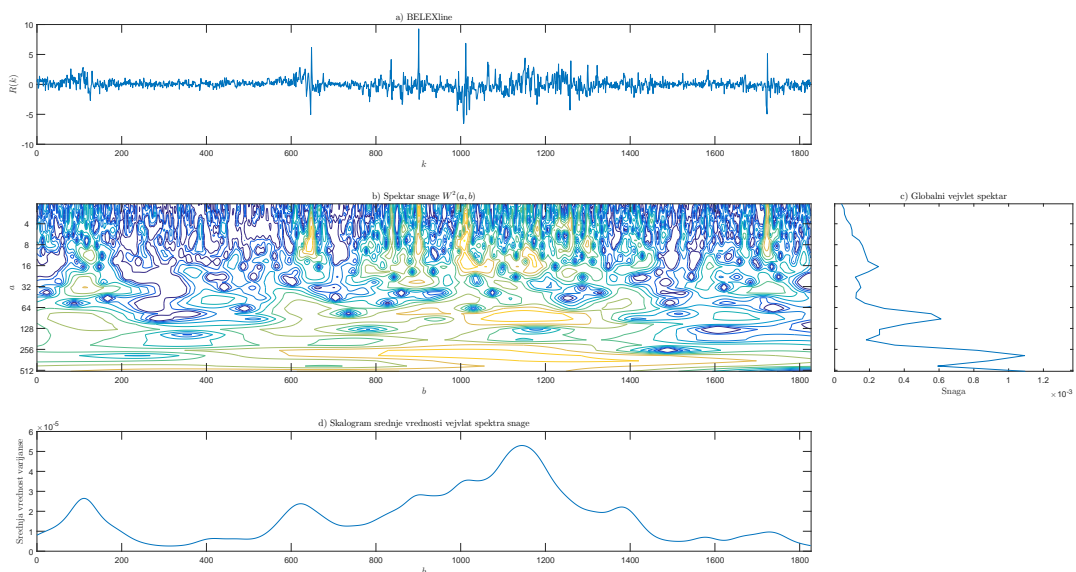 a) BELEXline
10
5
0
-5
-10
R(k)
0 200 400 600 800 1000 1200 1400 1600 1800
k
b) Spektar snage W²(a, b)
4
8
16
32
64
128
256
512
a
0 200 400 600 800 1000 1200 1400 1600 1800
b
c) Globalni vejvlet spektar
0 0.2 0.4 0.6 0.8 1 1.2
×10⁻³
Snaga
d) Skalogram srednje vrednosti vejvlat spektra snage
×10⁻⁵
6
5
4
3
2
1
0
Srednja vrednost varijanse
0 200 400 600 800 1000 1200 1400 1600 1800